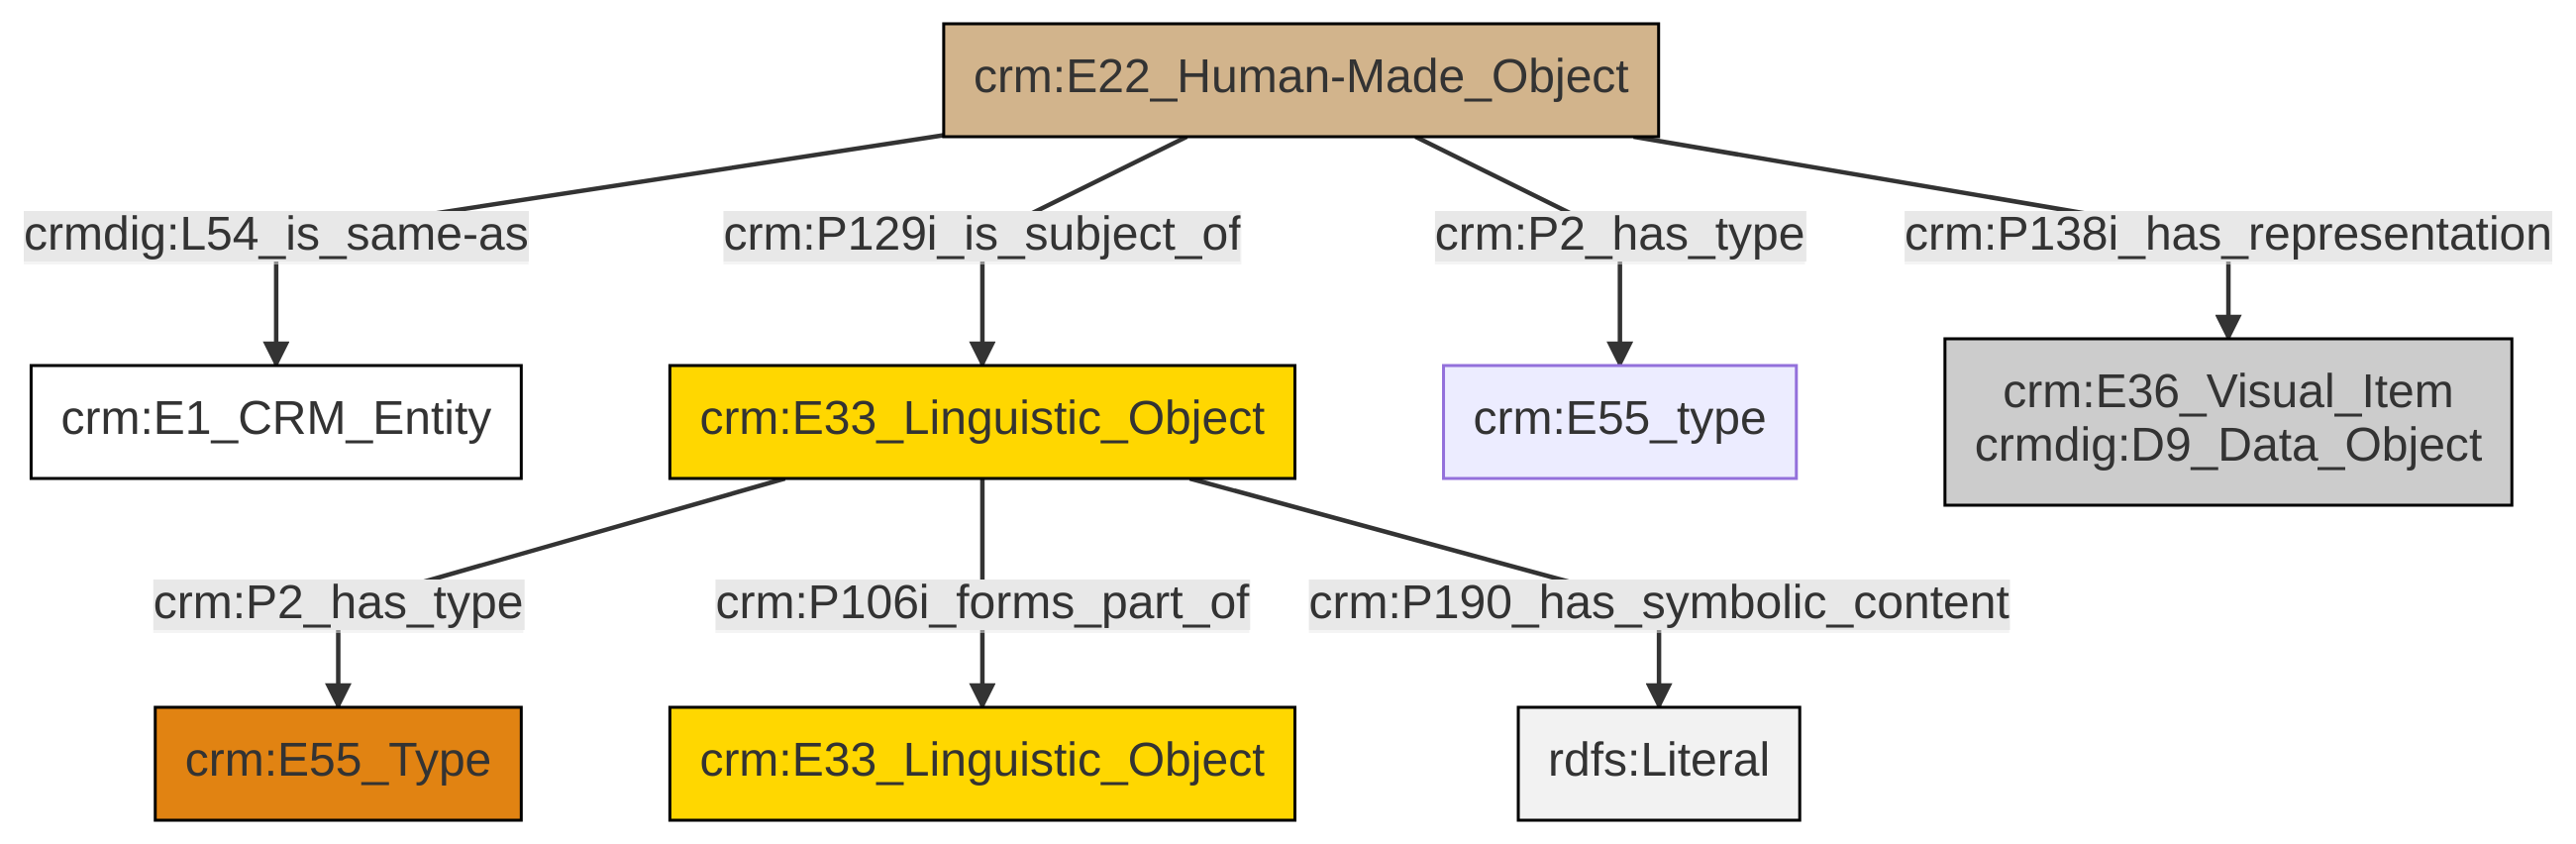 crm:E22_Human-Made_Object
crmdig:L54_is_same-as
crm:P129i_is_subject_of
crm:P2_has_type
crm:P138i_has_representation
crm:E1_CRM_Entity
crm:E33_Linguistic_Object
crm:E55_type
crm:E36_Visual_Item
crmdig:D9_Data_Object
crm:P2_has_type
crm:P106i_forms_part_of
crm:P190_has_symbolic_content
crm:E55_Type
crm:E33_Linguistic_Object
rdfs:Literal